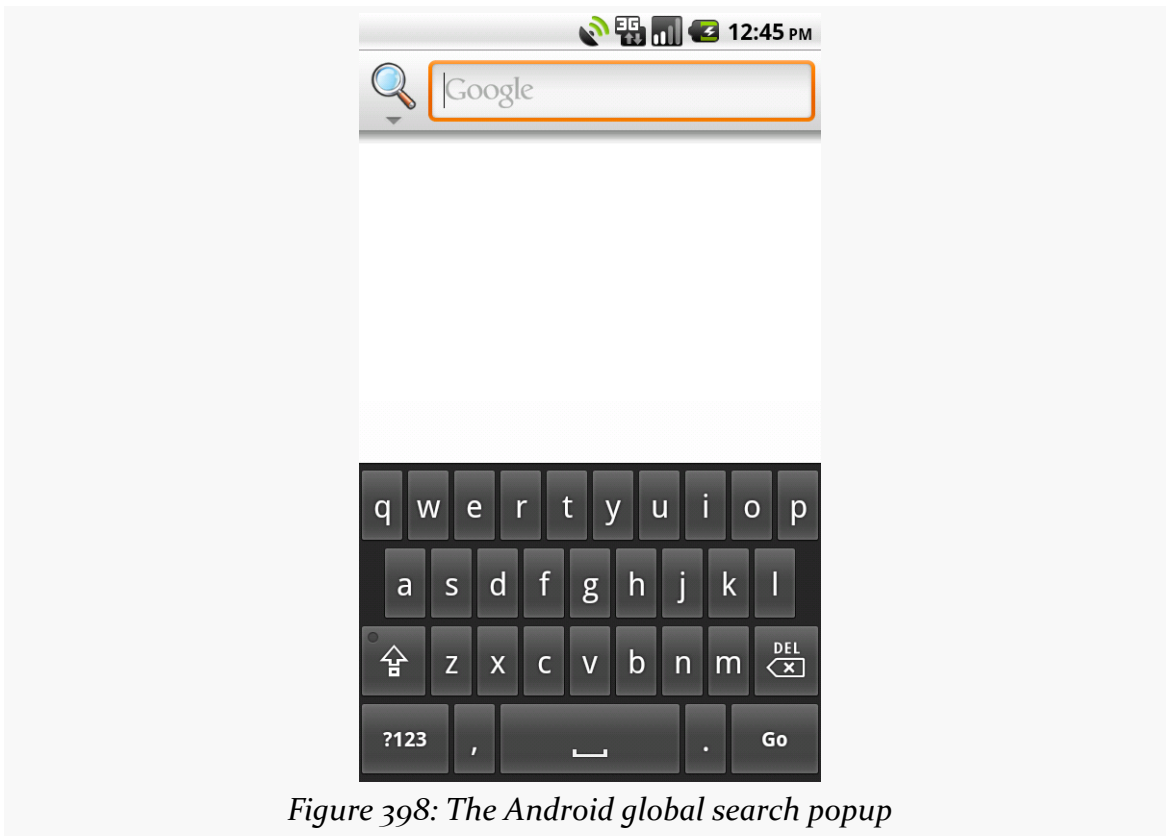 3G 12:45 PM
Google
q w e r t y u i o p
a s d f g h j k l
z x c v b n m DEL
?123 , . Go
Figure 398: The Android global search popup